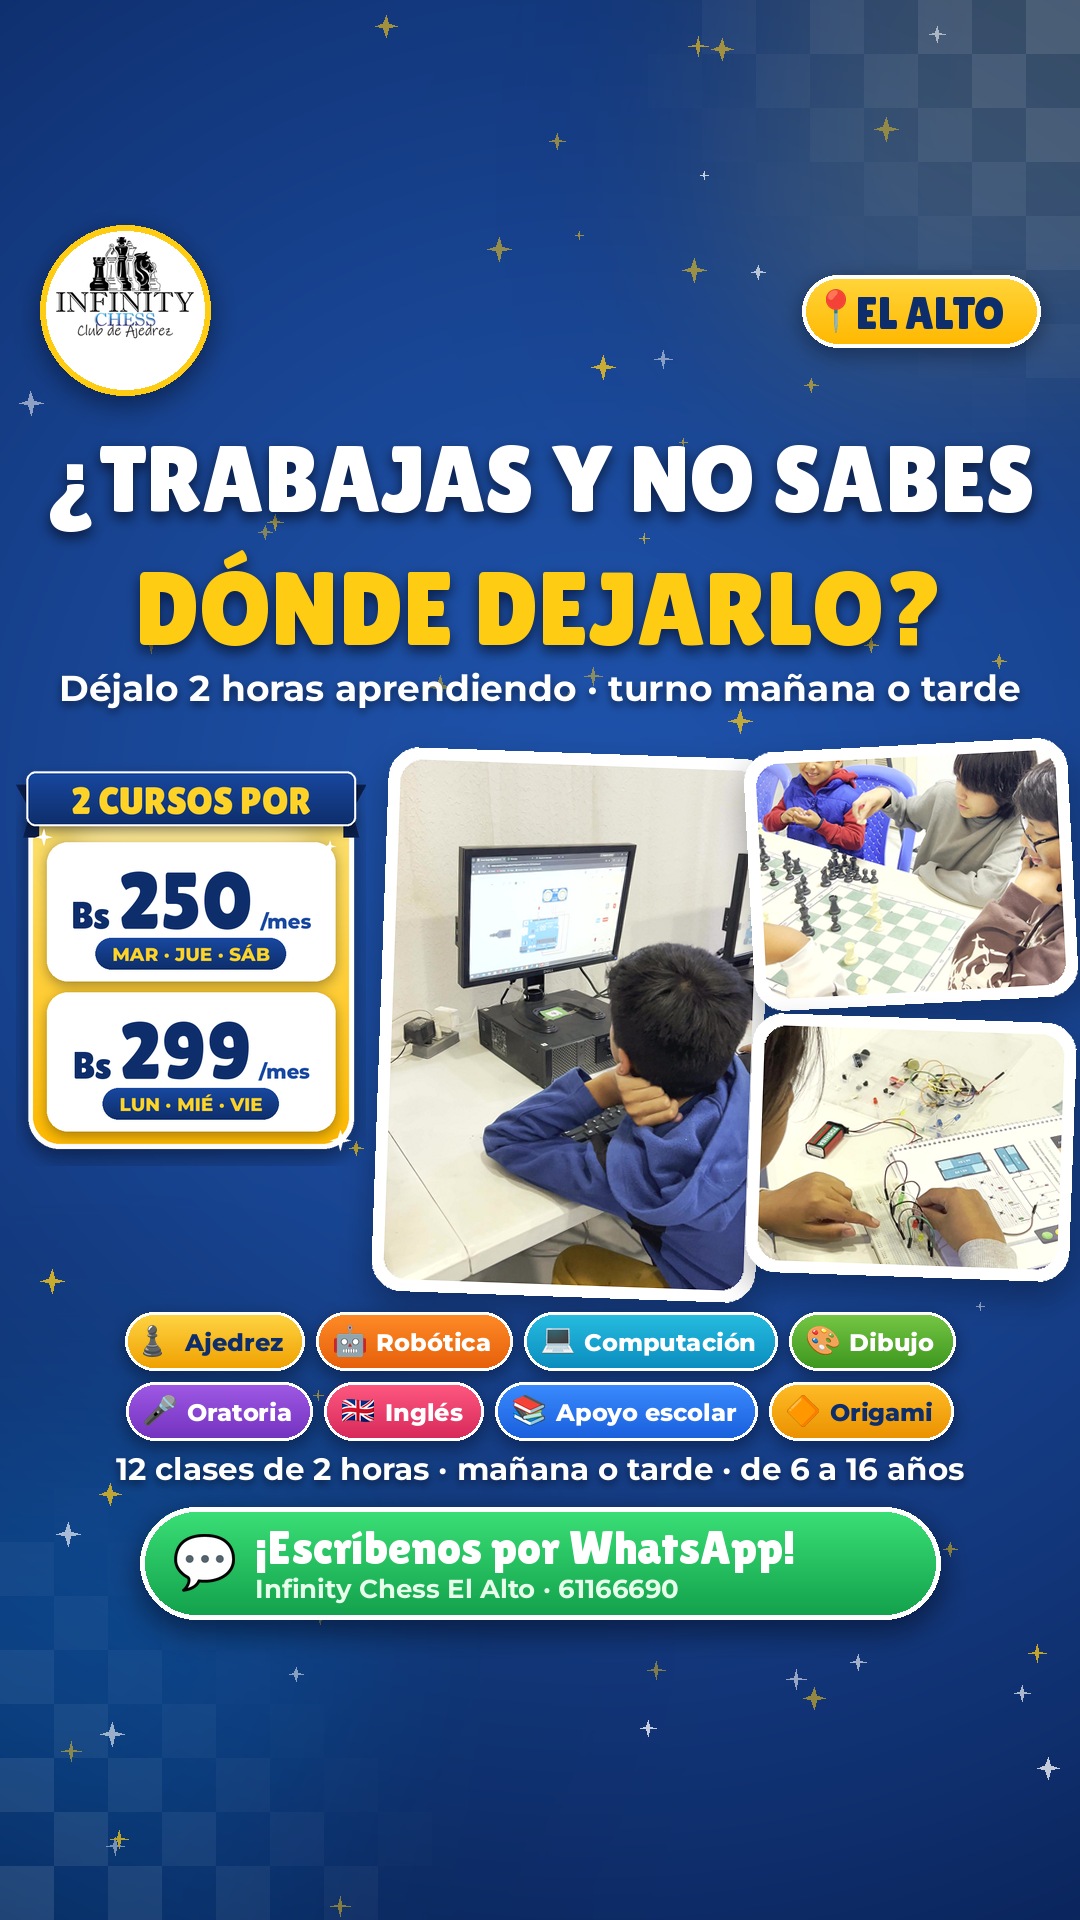 INFINITY
CHESS
Club de Ajedrez
EL ALTO
¿TRABAJAS Y NO SABES
DÓNDE DEJARLO?
Déjalo 2 horas aprendiendo · turno mañana o tarde
2 CURSOS POR
Bs 250 /mes
MAR · JUE · SÁB
Bs 299 /mes
LUN · MIÉ · VIE
Ajedrez
Robótica
Computación
Dibujo
Oratoria
Inglés
Apoyo escolar
Origami
12 clases de 2 horas · mañana o tarde · de 6 a 16 años
¡Escríbenos por WhatsApp!
Infinity Chess El Alto · 61166690